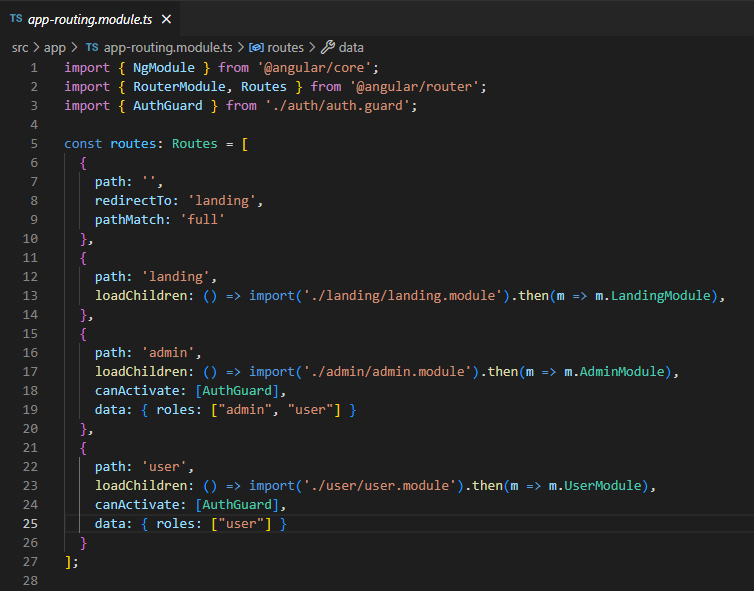 TS app-routing.module.ts ×
src > app > TS app-routing.module.ts > routes > data
1 import { NgModule } from '@angular/core';
2 import { RouterModule, Routes } from '@angular/router';
3 import { AuthGuard } from './auth/auth.guard';
4
5 const routes: Routes = [
6   {
7     path: '',
8     redirectTo: 'landing',
9     pathMatch: 'full'
10   },
11   {
12     path: 'landing',
13     loadChildren: () => import('./landing/landing.module').then(m => m.LandingModule),
14   },
15   {
16     path: 'admin',
17     loadChildren: () => import('./admin/admin.module').then(m => m.AdminModule),
18     canActivate: [AuthGuard],
19     data: { roles: ["admin", "user"] }
20   },
21   {
22     path: 'user',
23     loadChildren: () => import('./user/user.module').then(m => m.UserModule),
24     canActivate: [AuthGuard],
25     data: { roles: ["user"] }
26   }
27 ];
28